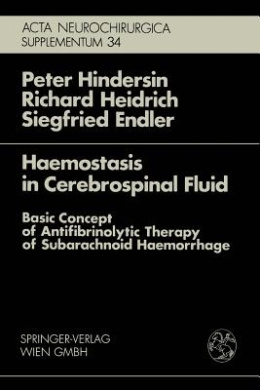 ACTA NEUROCHIRURGICA
SUPPLEMENTUM 34
Peter Hindersin
Richard Heidrich
Siegfried Endler
Haemostasis
in Cerebrospinal Fluid
Basic Concept
of Antifibrinolytic Therapy
of Subarachnoid Haemorrhage
SPRINGER-VERLAG
WIEN GMBH